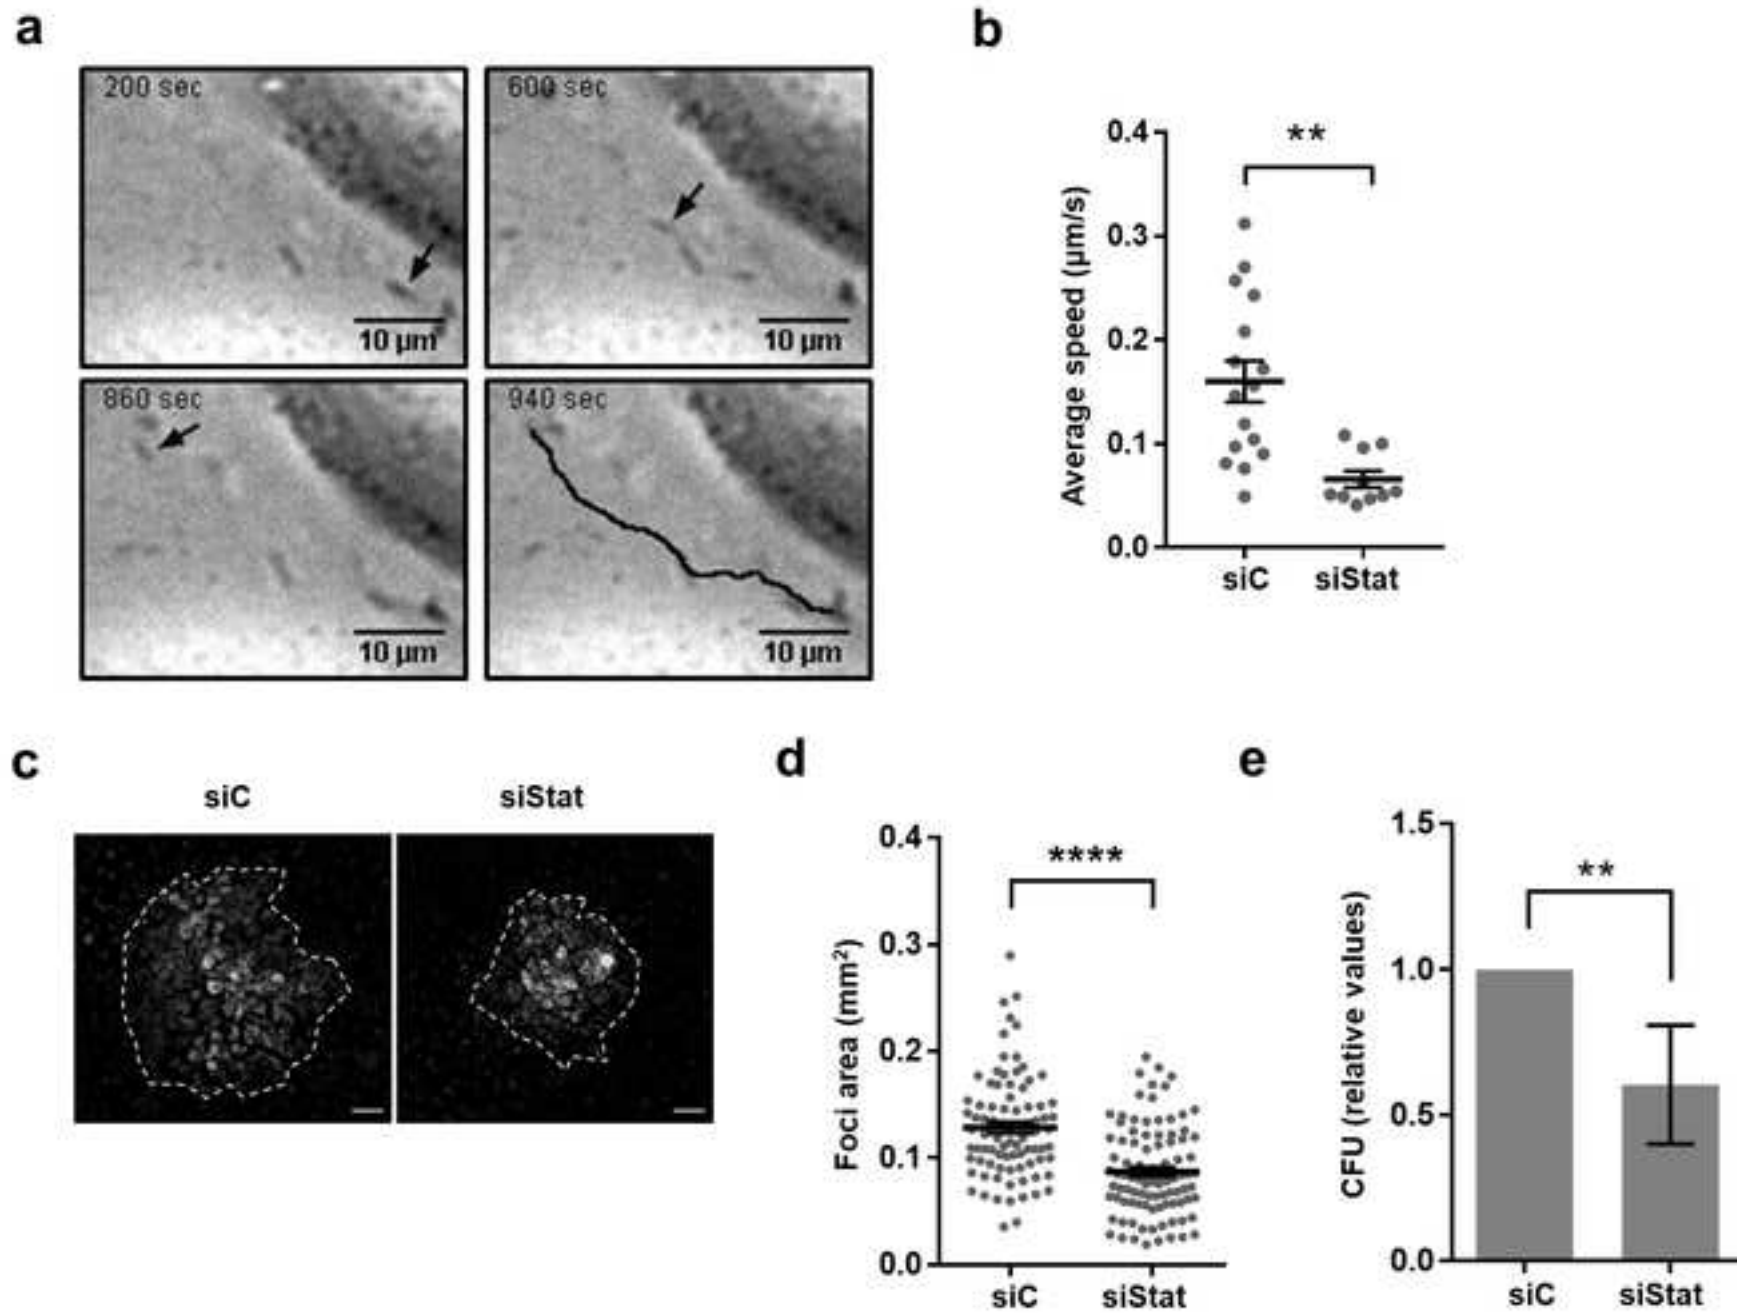 a
200 sec
600 sec
10 µm
10 µm
860 sec
940 sec
10 µm
10 µm
b
**
0.4
0.3
0.2
0.1
0.0
Average speed (µm/s)
siC siStat
c
siC siStat
d
****
0.4
0.3
0.2
0.1
0.0
Foci area (mm²)
siC siStat
e
**
1.5
1.0
0.5
0.0
CFU (relative values)
siC siStat